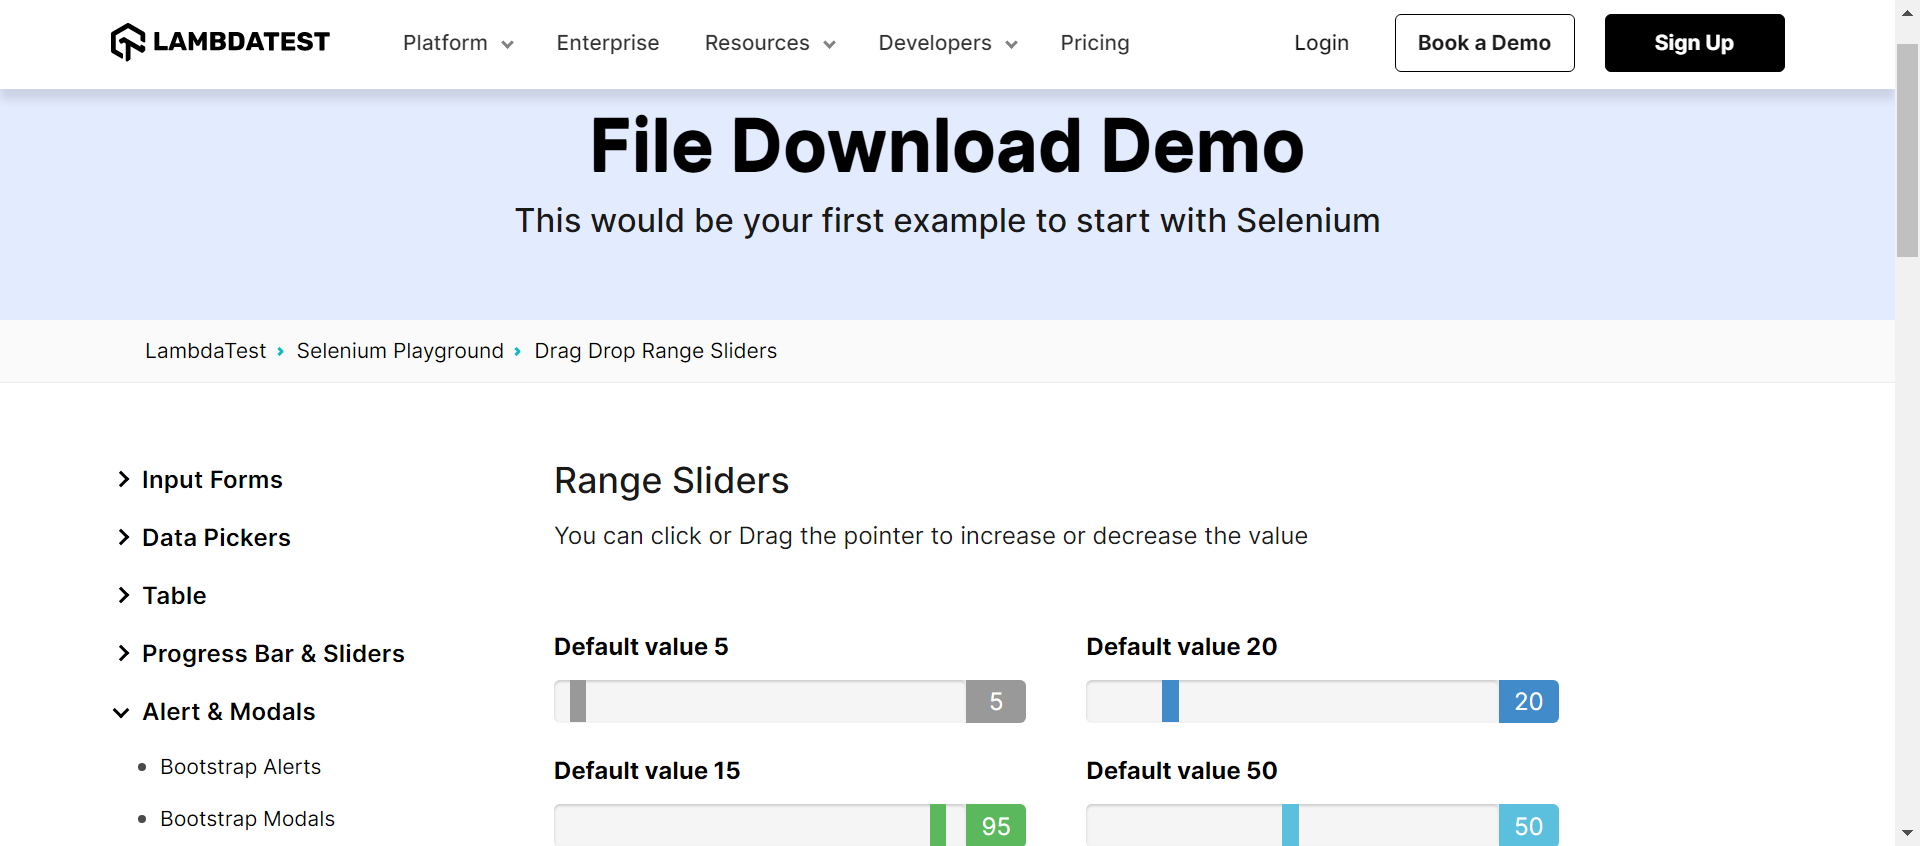 LAMBDATEST Platform Enterprise Resources Developers Pricing Login Book a Demo Sign Up
File Download Demo
This would be your first example to start with Selenium
LambdaTest › Selenium Playground › Drag Drop Range Sliders
Input Forms
Data Pickers
Table
Progress Bar & Sliders
Alert & Modals
Bootstrap Alerts
Bootstrap Modals
Range Sliders
You can click or Drag the pointer to increase or decrease the value
Default value 5
5
Default value 20
20
Default value 15
95
Default value 50
50